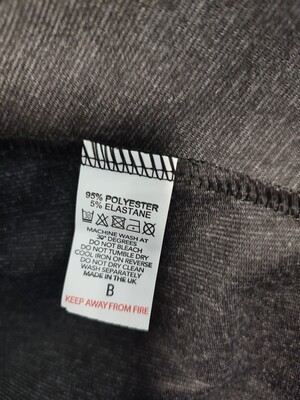 95% POLYESTER
5% ELASTANE
MACHINE WASH AT
30° DEGREES
DO NOT BLEACH
DO NOT TUMBLE DRY
COOL IRON ON REVERSE
DO NOT DRY CLEAN
WASH SEPARATELY
MADE IN THE UK
B
KEEP AWAY FROM FIRE